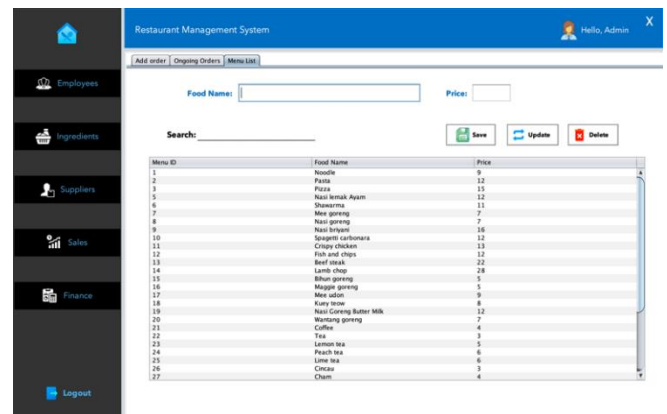 Restaurant Management System
Hello, Admin
X
Employees
Ingredients
Suppliers
Sales
Finance
Logout
Add order Ongoing Orders Menu List
Food Name: Price:
Search: Save Update Delete
Menu ID Food Name Price
1 Noodle 9
2 Pasta 12
3 Pizza 15
5 Nasi lemak Ayam 12
6 Shawarma 11
7 Mee goreng 7
8 Nasi goreng 7
9 Nasi briyani 16
10 Spagetti carbonara 12
11 Crispy chicken 13
12 Fish and chips 12
13 Beef steak 22
14 Lamb chop 28
15 Bihun goreng 5
16 Maggie goreng 5
17 Mee udon 9
18 Kuey teow 8
19 Nasi Goreng Butter Milk 12
20 Wantang goreng 7
21 Coffee 4
22 Tea 3
23 Lemon tea 5
24 Peach tea 6
25 Lime tea 6
26 Cincau 3
27 Cham 4